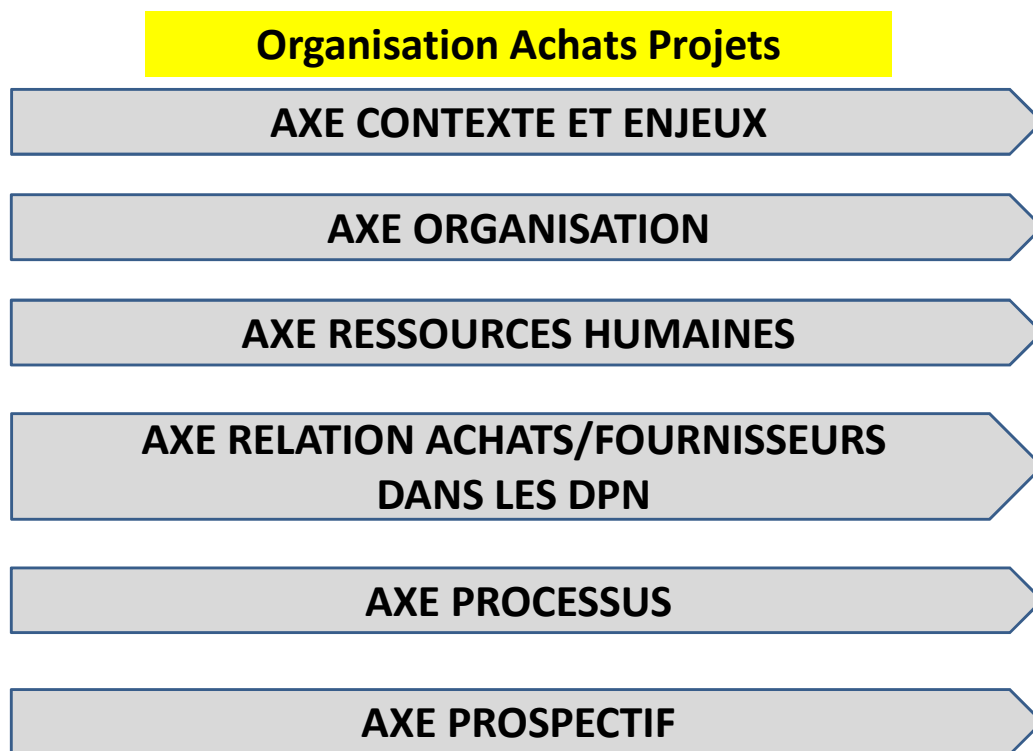 Organisation Achats Projets
AXE CONTEXTE ET ENJEUX
AXE ORGANISATION
AXE RESSOURCES HUMAINES
AXE RELATION ACHATS/FOURNISSEURS
DANS LES DPN
AXE PROCESSUS
AXE PROSPECTIF